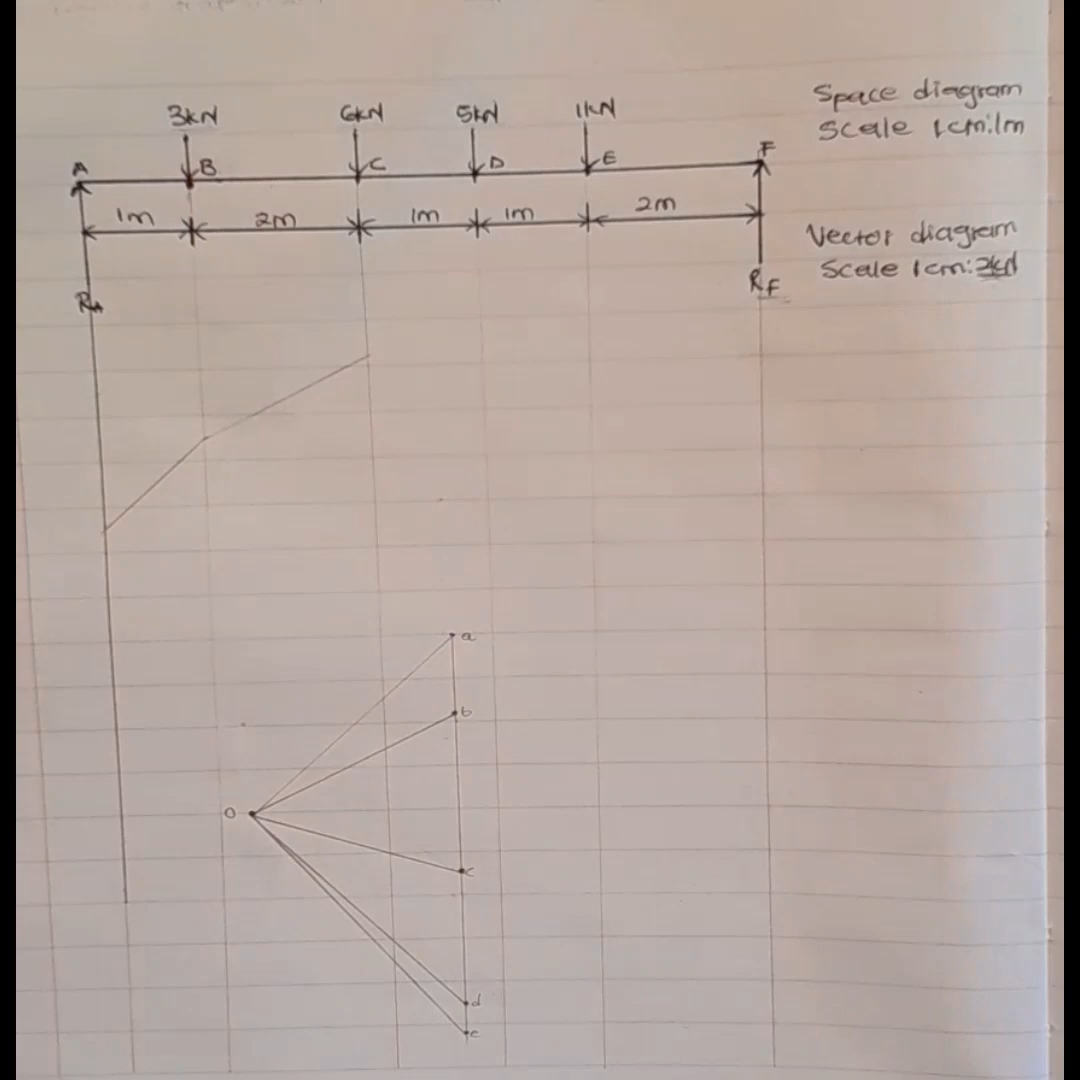 3kN 6kN 5kN 1kN
Space diagram
scale 1cm:1m
A B C D E F
1m 2m 1m 1m 2m
Vector diagram
scale 1cm:2kN
RA RF
a
b
o
c
d
e